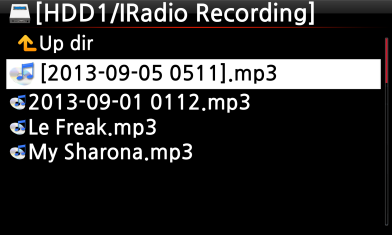 [HDD1/IRadio Recording]
Up dir
[2013-09-05 0511].mp3
2013-09-01 0112.mp3
Le Freak.mp3
My Sharona.mp3